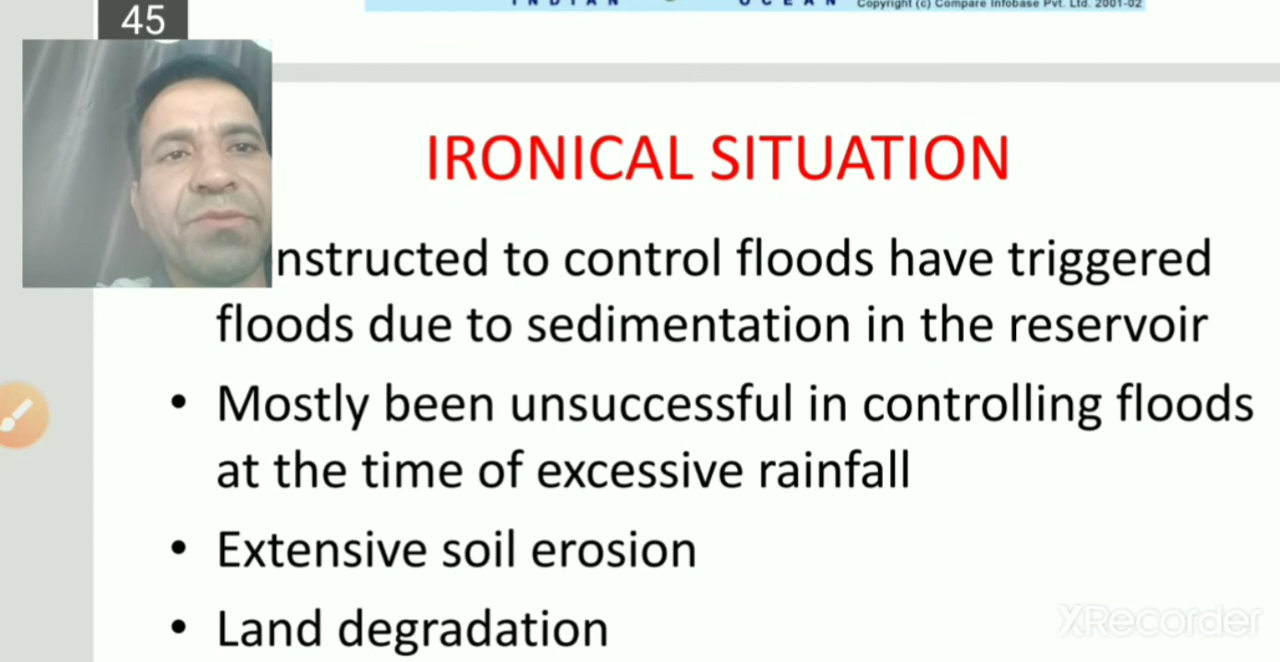 INDIAN OCEAN Copyright (c) Compare Infobase Pvt. Ltd. 2001-02
45
IRONICAL SITUATION
nstructed to control floods have triggered
floods due to sedimentation in the reservoir
• Mostly been unsuccessful in controlling floods
at the time of excessive rainfall
• Extensive soil erosion
• Land degradation
XRecorder